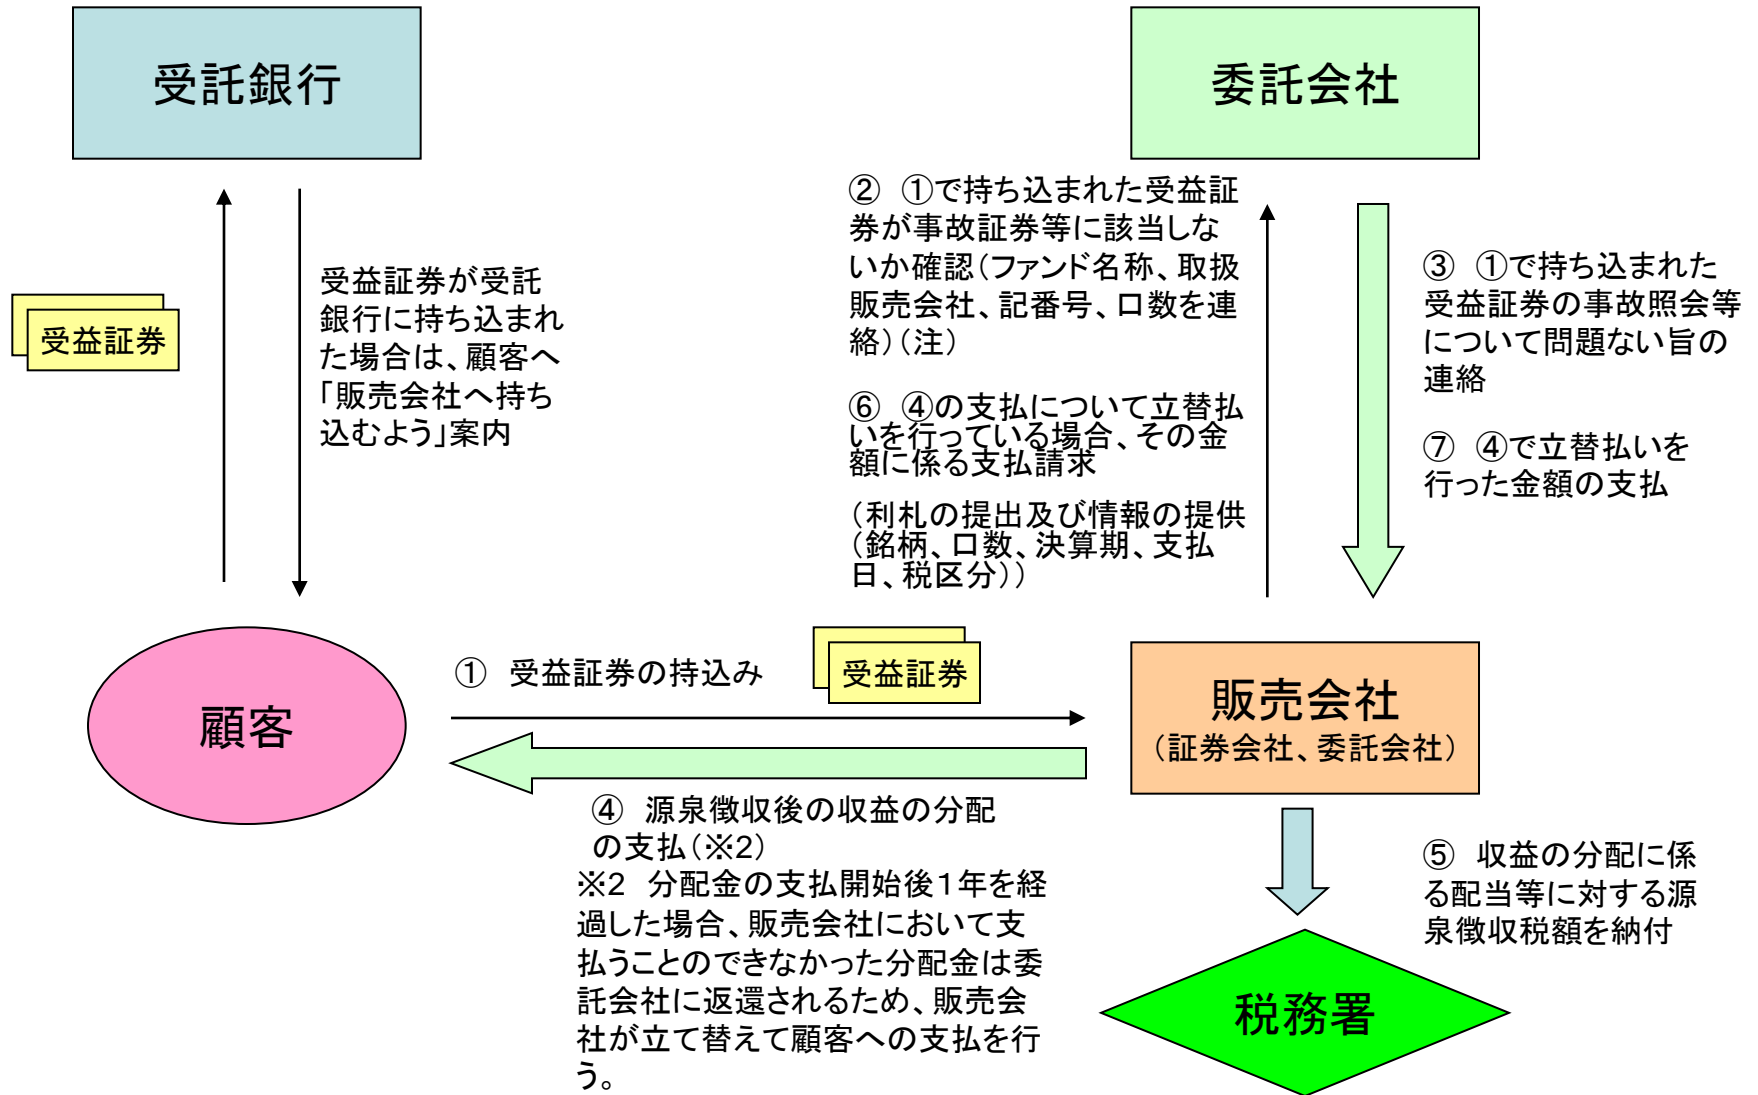 受託銀行
委託会社
② ①で持ち込まれた受益証
券が事故証券等に該当しな
いか確認(ファンド名称、取扱
販売会社、記番号、口数を連
絡)(注)
③ ①で持ち込まれた
受益証券の事故照会等
について問題ない旨の
連絡
受益証券が受託
銀行に持ち込まれ
た場合は、顧客へ
「販売会社へ持ち
込むよう」案内
受益証券
⑥ ④の支払について立替払
いを行っている場合、その金
額に係る支払請求
(利札の提出及び情報の提供
(銘柄、口数、決算期、支払
日、税区分))
⑦ ④で立替払いを
行った金額の支払
① 受益証券の持込み
受益証券
顧客
販売会社
(証券会社、委託会社)
④ 源泉徴収後の収益の分配
の支払(※2)
※2 分配金の支払開始後1年を経
過した場合、販売会社において支
払うことのできなかった分配金は委
託会社に返還されるため、販売会
社が立て替えて顧客への支払を行
う。
⑤ 収益の分配に係
る配当等に対する源
泉徴収税額を納付
税務署